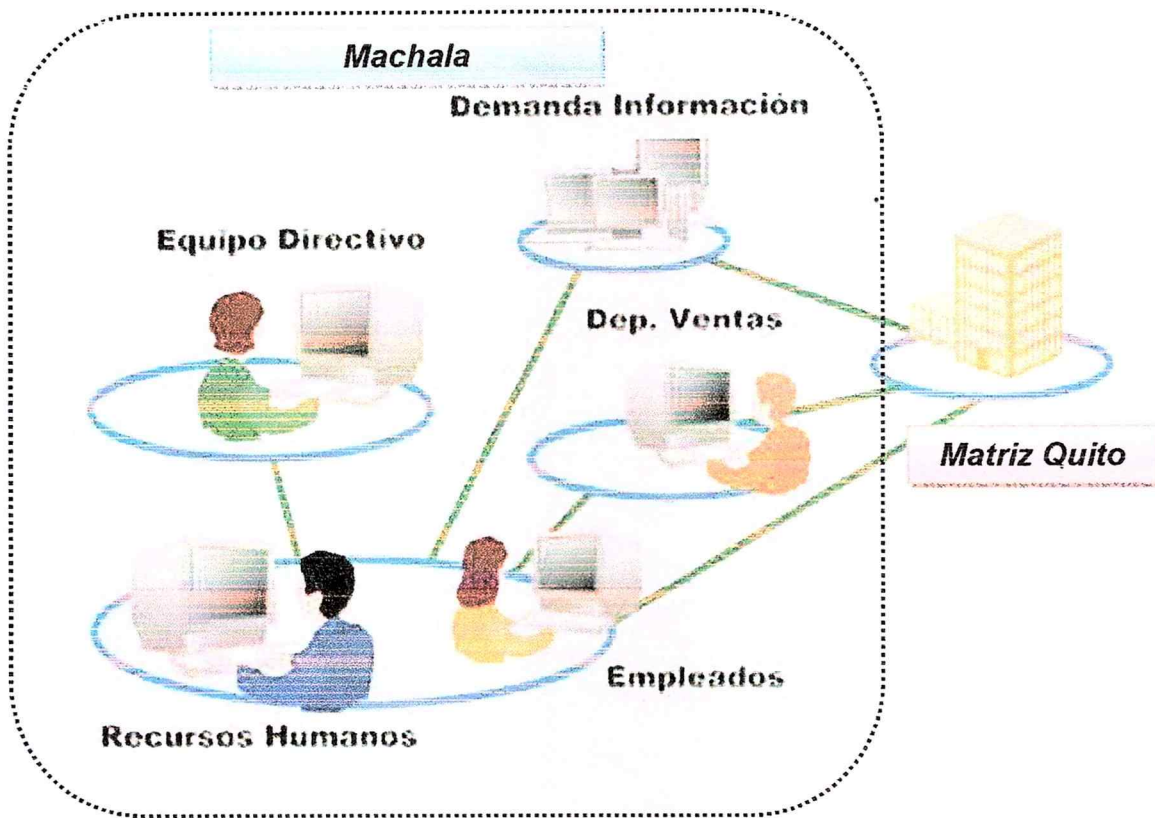 Machala
Demanda Información
Equipo Directivo
Dep. Ventas
Matriz Quito
Empleados
Recursos Humanos